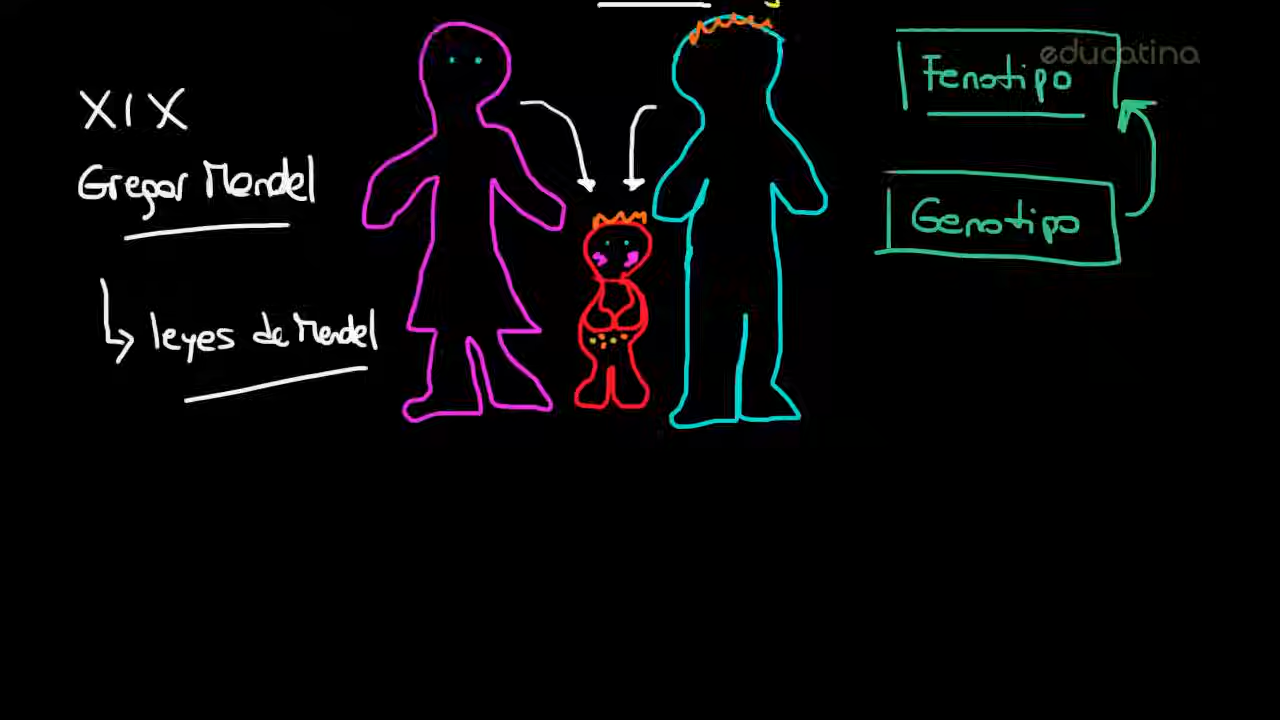 XIX
Gregor Mendel
leyes de Mendel
educatina
Fenotipo
Genotipo